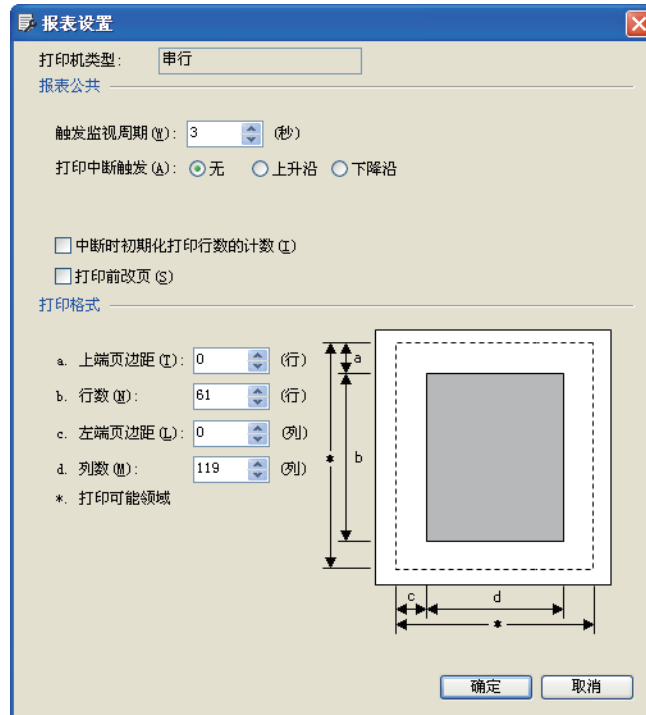 报表设置
打印机类型: 串行
报表公共
触发监视周期(W): 3 (秒)
打印中断触发(A): 无 上升沿 下降沿
中断时初期化打印行数的计数(I)
打印前改页(S)
打印格式
a. 上端页边距(T): 0 (行)
b. 行数(N): 61 (行)
c. 左端页边距(L): 0 (列)
d. 列数(M): 119 (列)
*. 打印可能领域
a
* b
c d
*
确定 取消